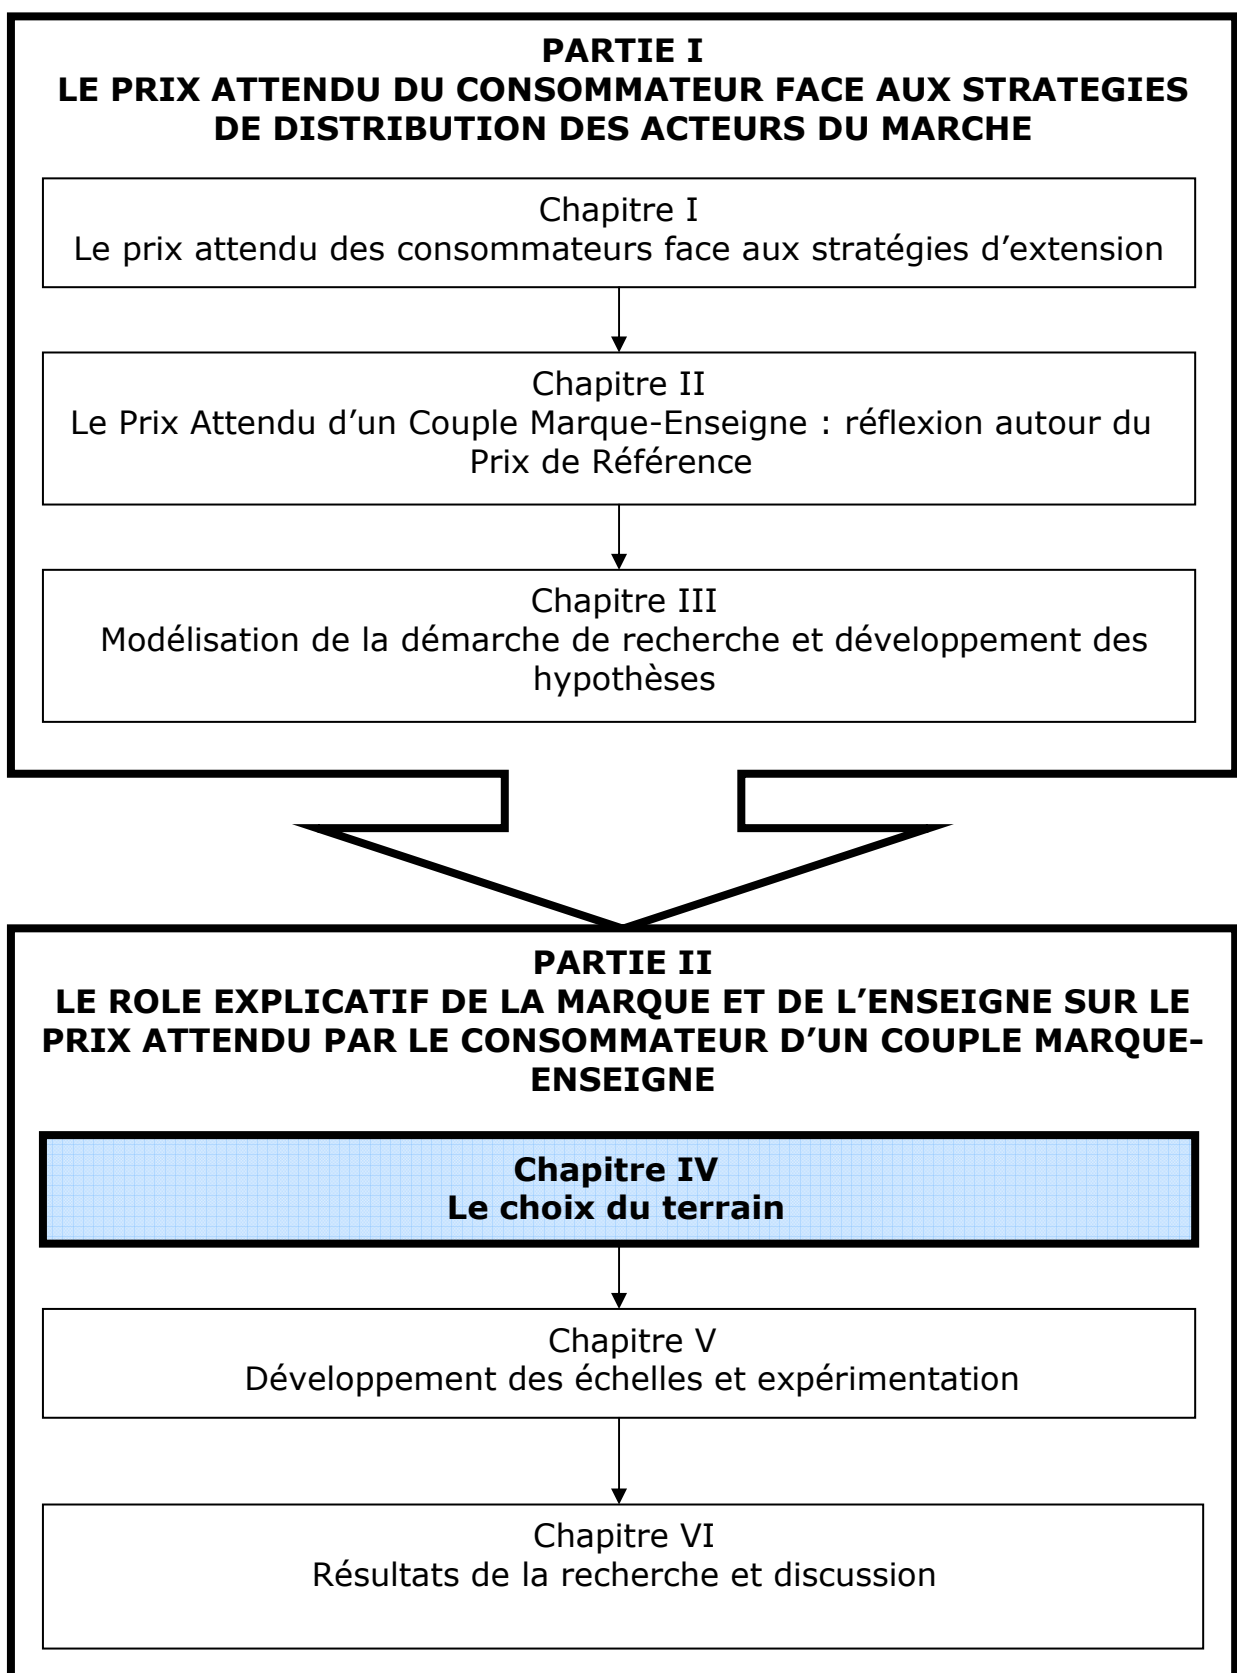 PARTIE I
LE PRIX ATTENDU DU CONSOMMATEUR FACE AUX STRATEGIES
DE DISTRIBUTION DES ACTEURS DU MARCHE
Chapitre I
Le prix attendu des consommateurs face aux stratégies d’extension
Chapitre II
Le Prix Attendu d’un Couple Marque-Enseigne : réflexion autour du
Prix de Référence
Chapitre III
Modélisation de la démarche de recherche et développement des
hypothèses
PARTIE II
LE ROLE EXPLICATIF DE LA MARQUE ET DE L’ENSEIGNE SUR LE
PRIX ATTENDU PAR LE CONSOMMATEUR D’UN COUPLE MARQUE-
ENSEIGNE
Chapitre IV
Le choix du terrain
Chapitre V
Développement des échelles et expérimentation
Chapitre VI
Résultats de la recherche et discussion